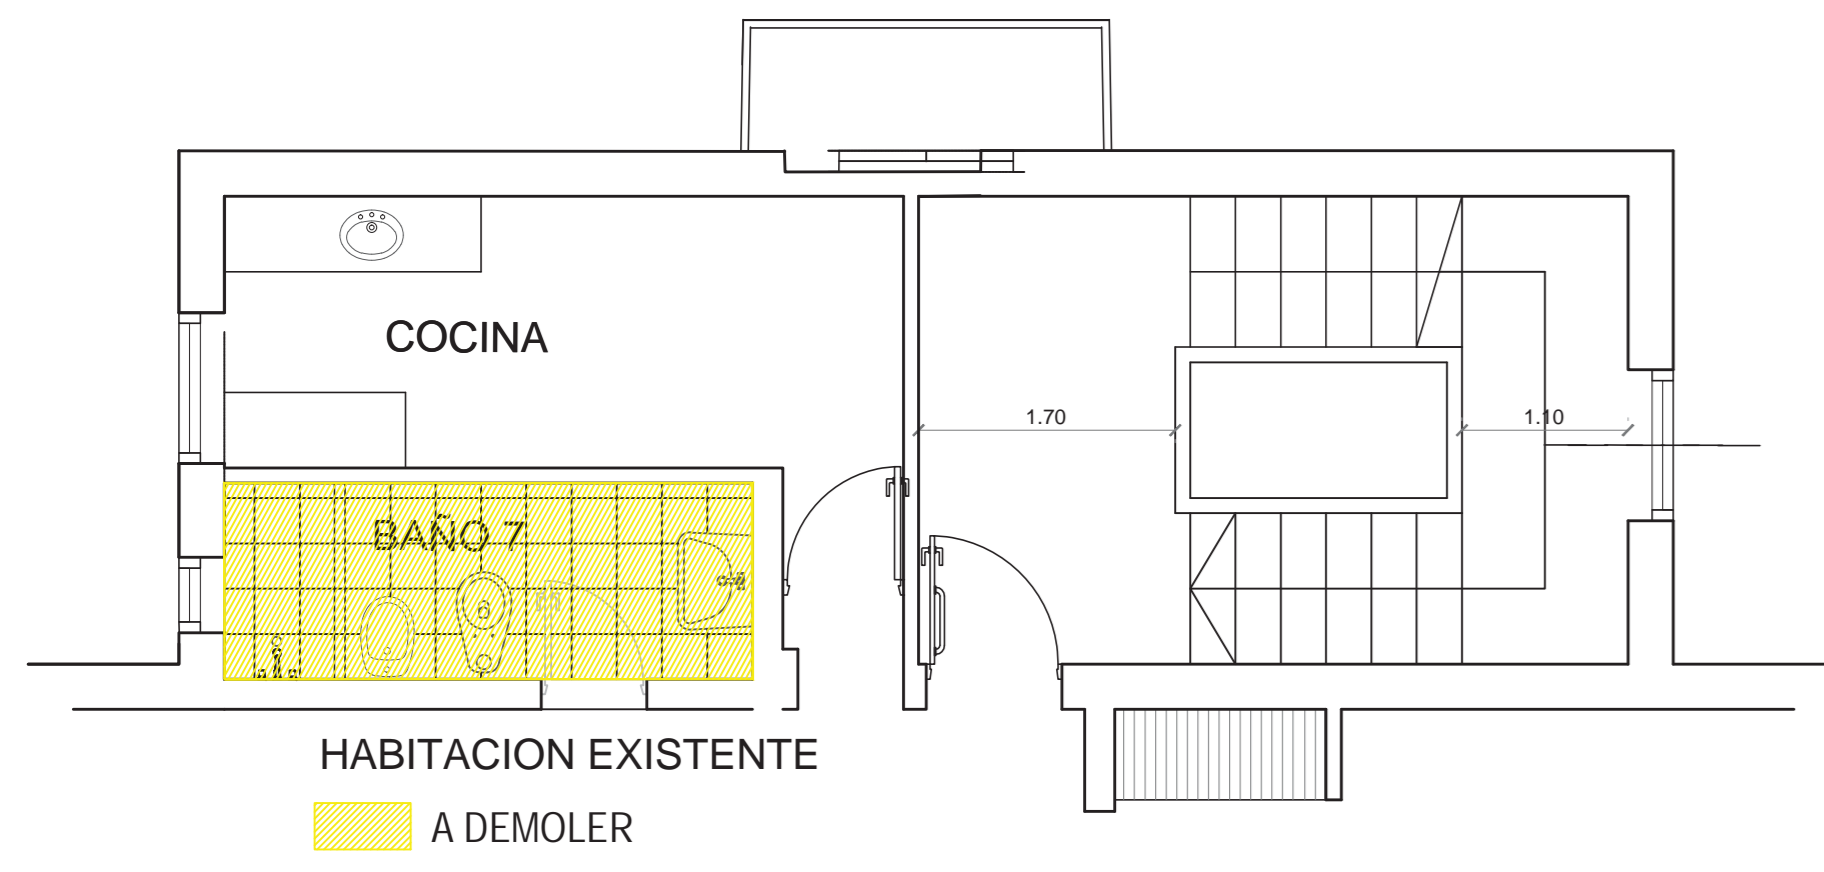 COCINA
1.70
1.10
BAÑO 7
HABITACION EXISTENTE
A DEMOLER